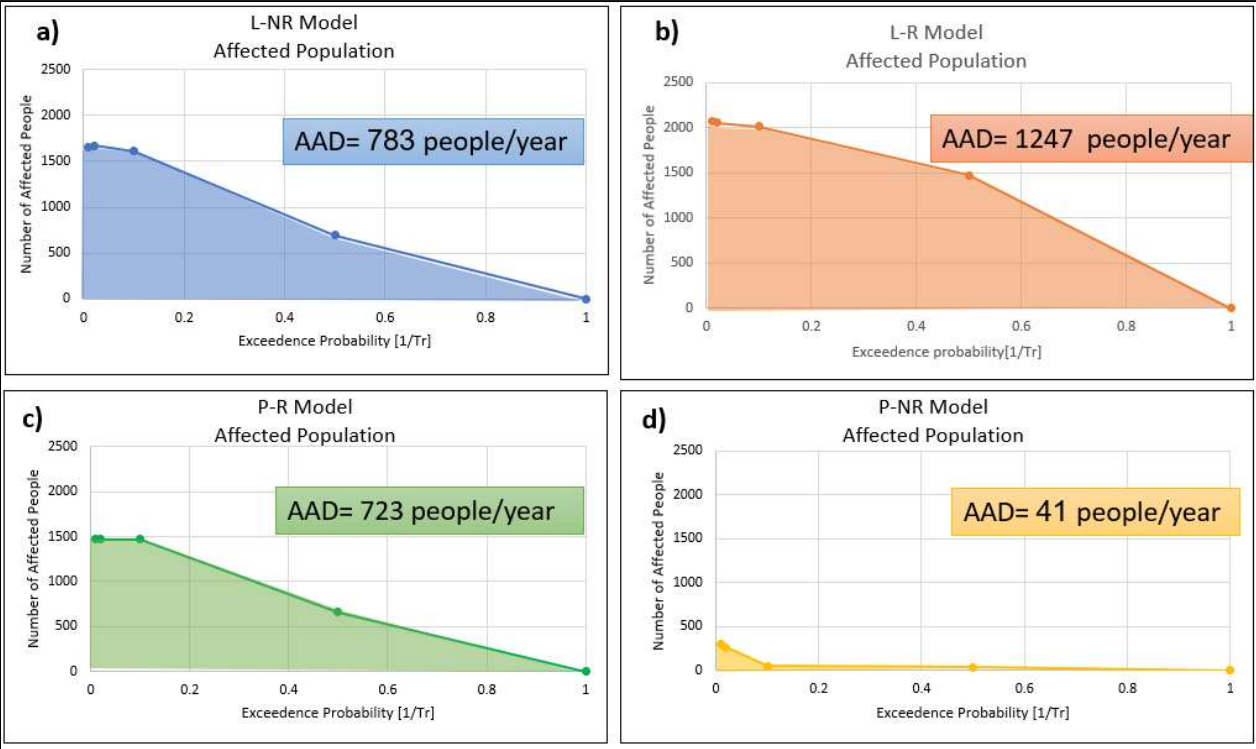 a)
L-NR Model
Affected Population
2500
2000
1500
1000
500
0
Number of Affected People
AAD= 783 people/year
0 0.2 0.4 0.6 0.8 1
Exceedence Probability [1/Tr]
b)
L-R Model
Affected Population
2500
2000
1500
1000
500
0
Number of Affected People
AAD= 1247 people/year
0 0.2 0.4 0.6 0.8 1
Exceedence probability[1/Tr]
c)
P-R Model
Affected Population
2500
2000
1500
1000
500
0
Number of Affected People
AAD= 723 people/year
0 0.2 0.4 0.6 0.8 1
Exceedence Probability [1/Tr]
d)
P-NR Model
Affected Population
2500
2000
1500
1000
500
0
Number of Affected People
AAD= 41 people/year
0 0.2 0.4 0.6 0.8 1
Exceedence Probability [1/Tr]